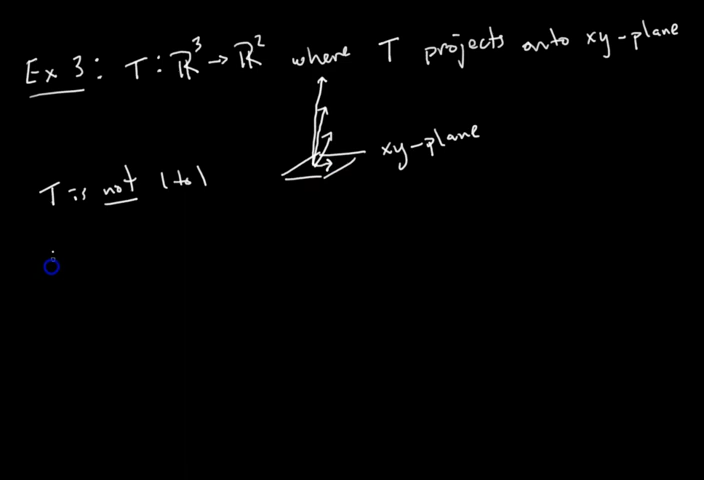 Ex 3: T: ℝ³ → ℝ² where T projects onto xy-plane
xy-plane
T is not 1 to 1